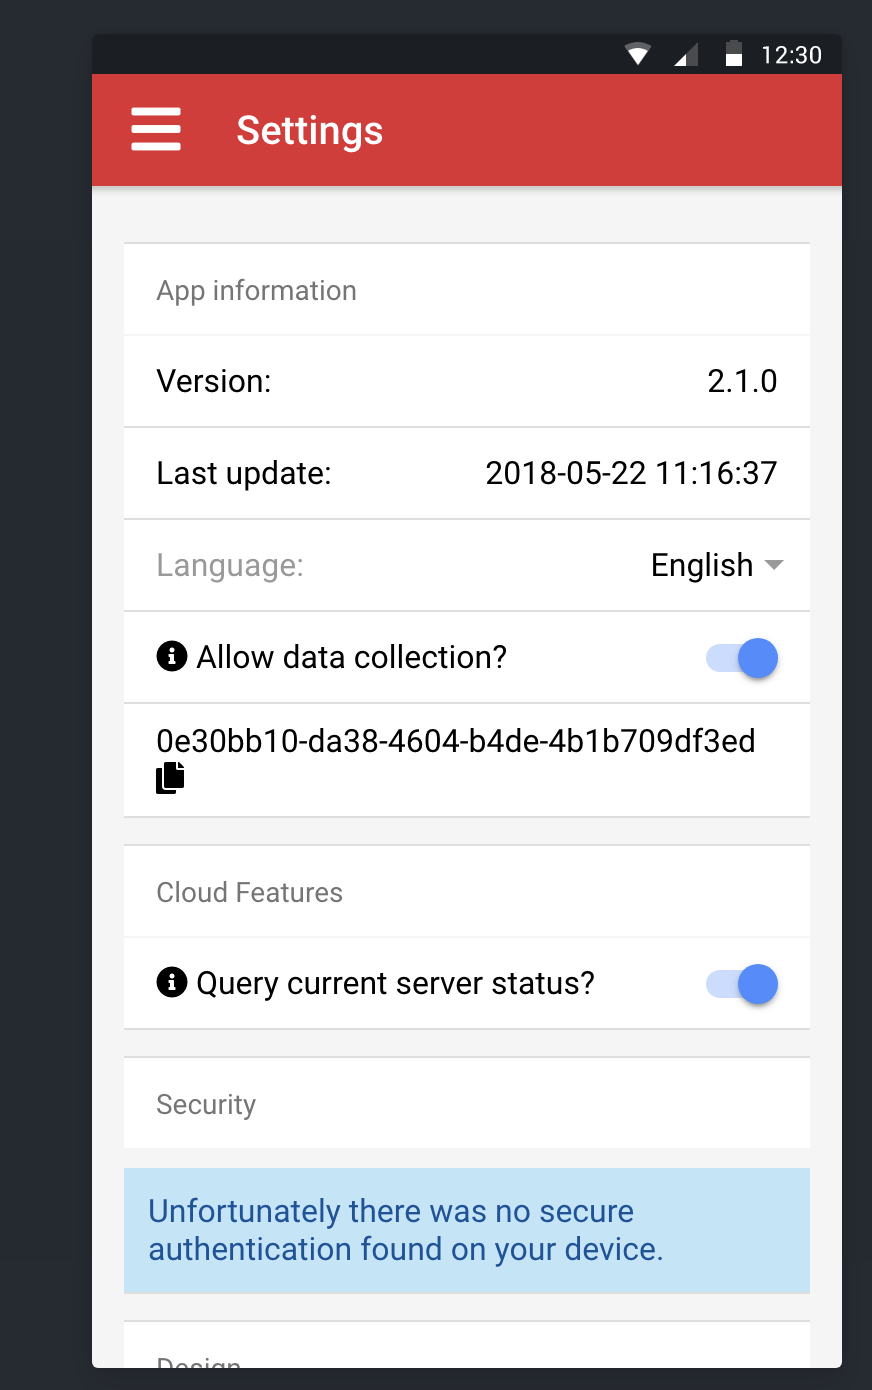 12:30
Settings
App information
Version: 2.1.0
Last update: 2018-05-22 11:16:37
Language: English
Allow data collection?
0e30bb10-da38-4604-b4de-4b1b709df3ed
Cloud Features
Query current server status?
Security
Unfortunately there was no secure
authentication found on your device.
Design